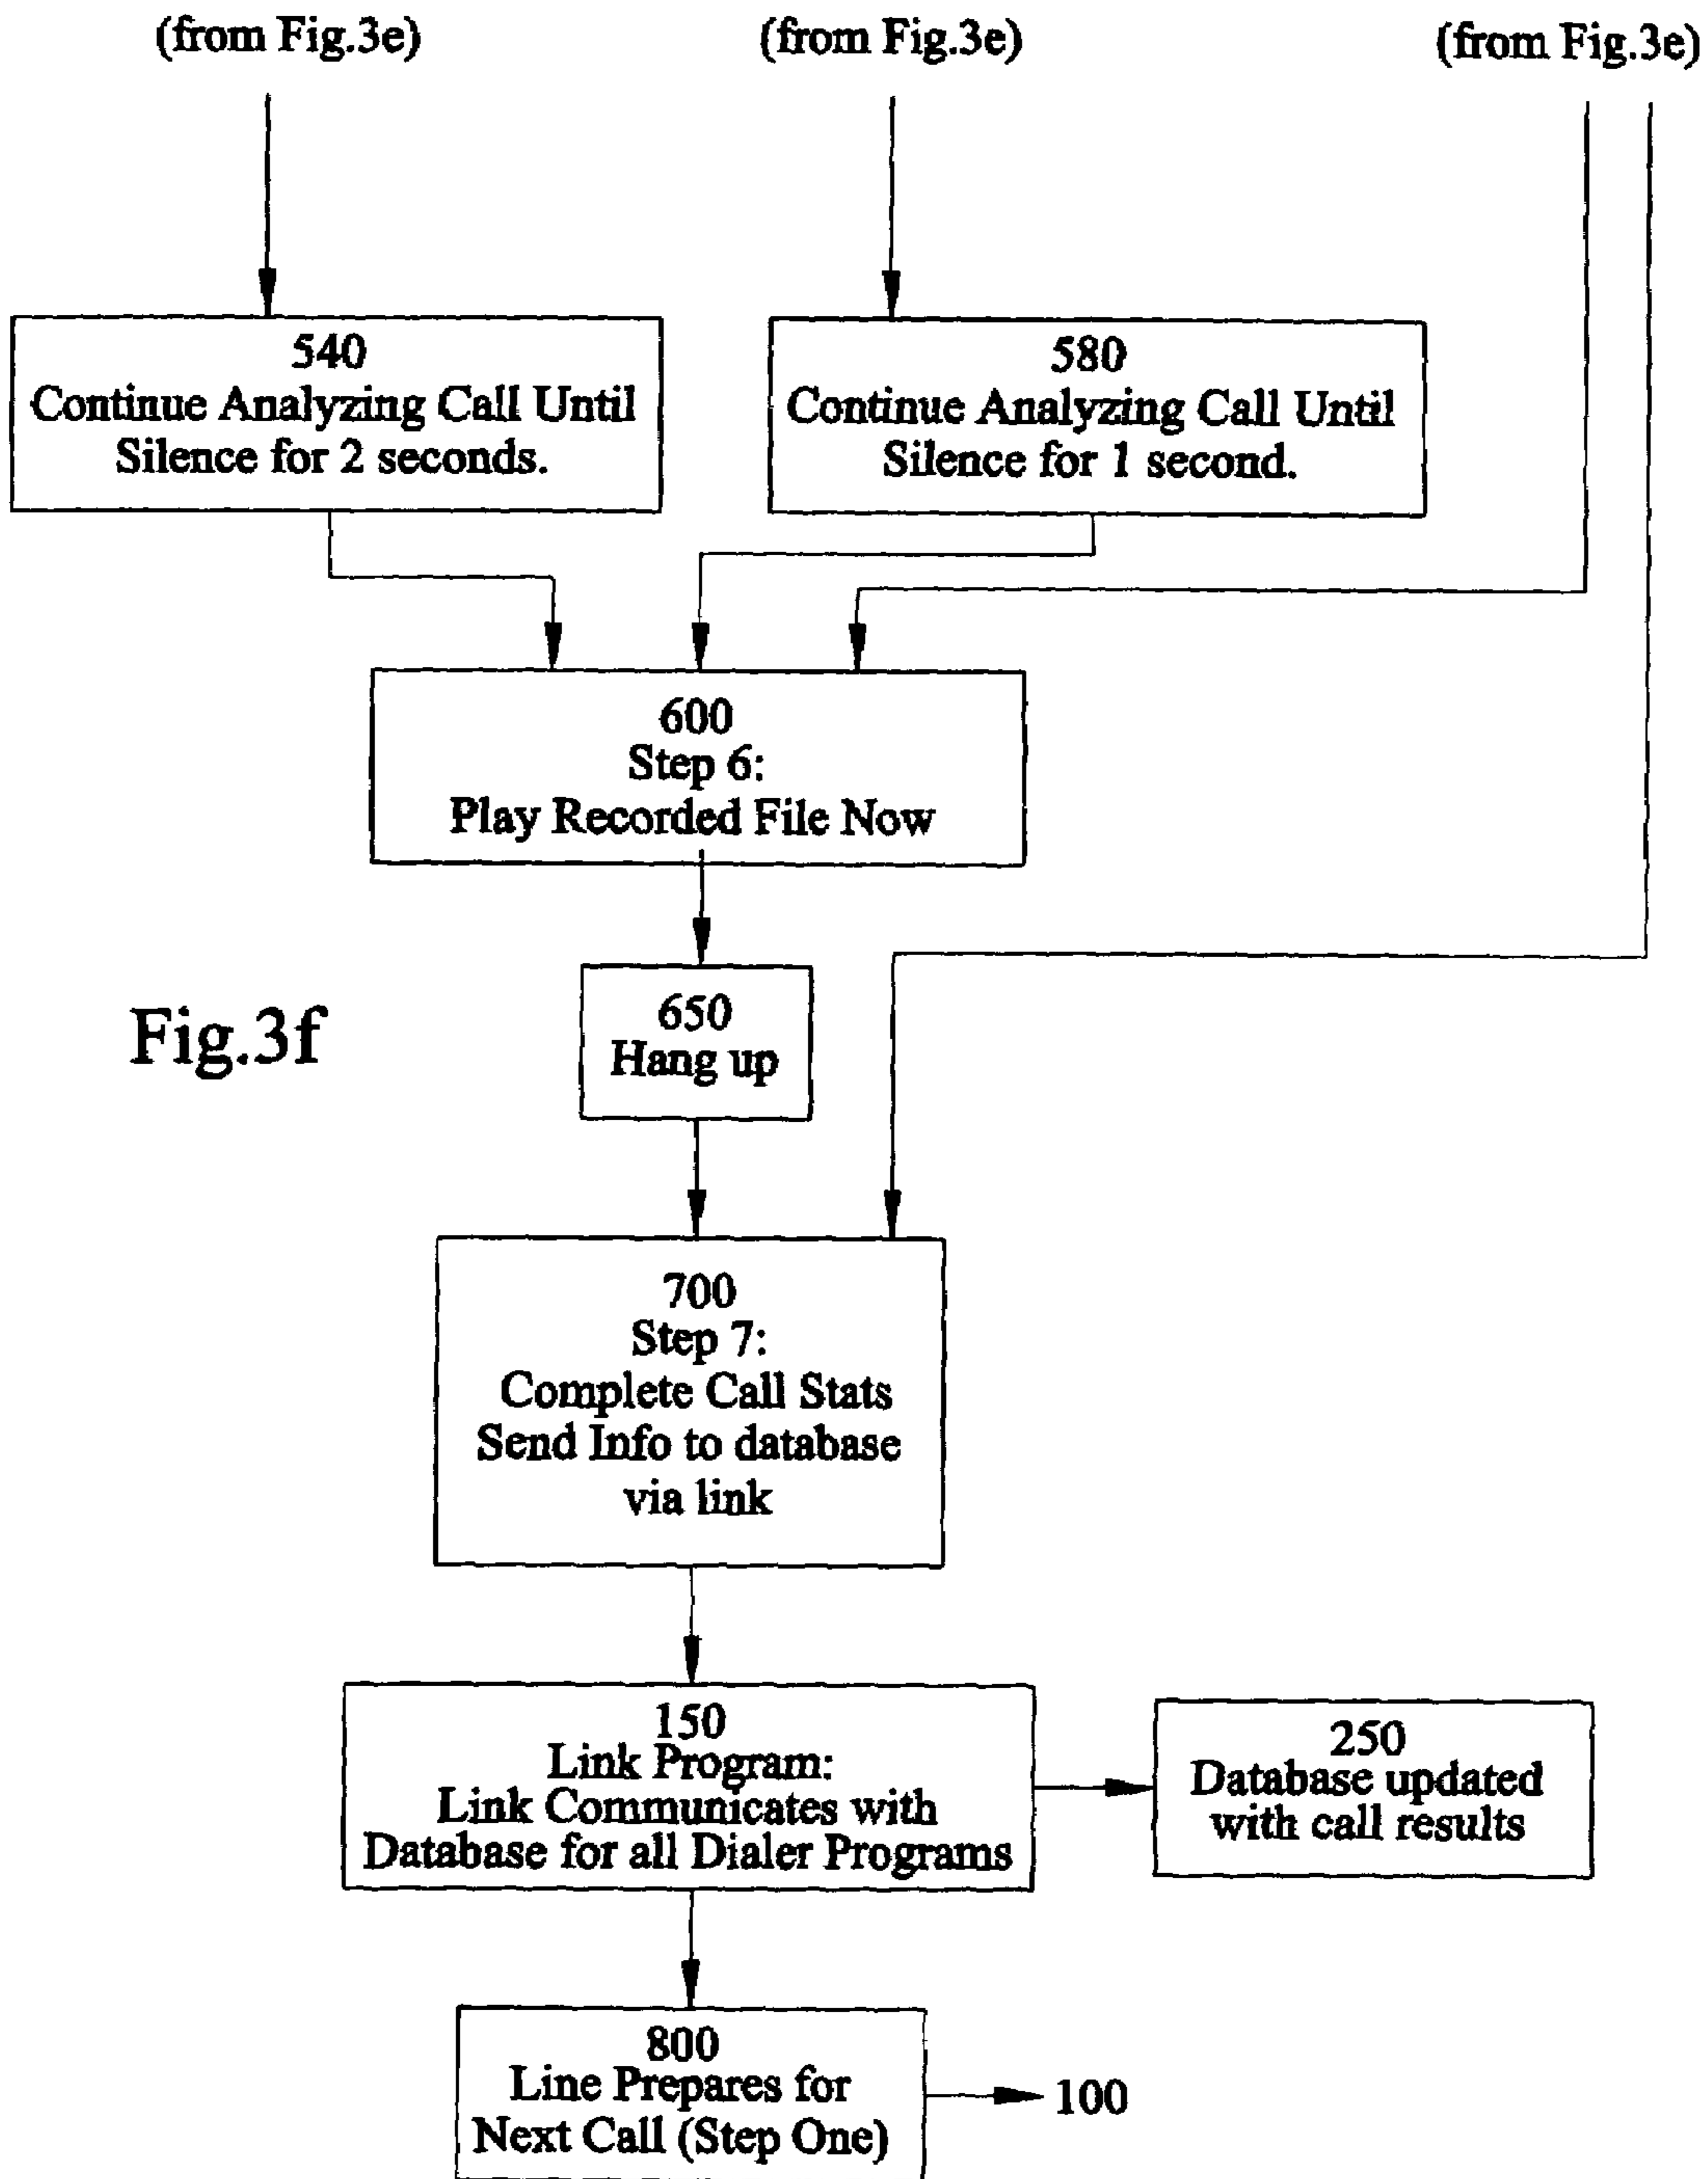 (from Fig.3e)
(from Fig.3e)
(from Fig.3e)
540
Continue Analyzing Call Until
Silence for 2 seconds.
580
Continue Analyzing Call Until
Silence for 1 second.
600
Step 6:
Play Recorded File Now
650
Hang up
Fig.3f
700
Step 7:
Complete Call Stats
Send Info to database
via link
150
Link Program:
Link Communicates with
Database for all Dialer Programs
250
Database updated
with call results
800
Line Prepares for
Next Call (Step One)
100